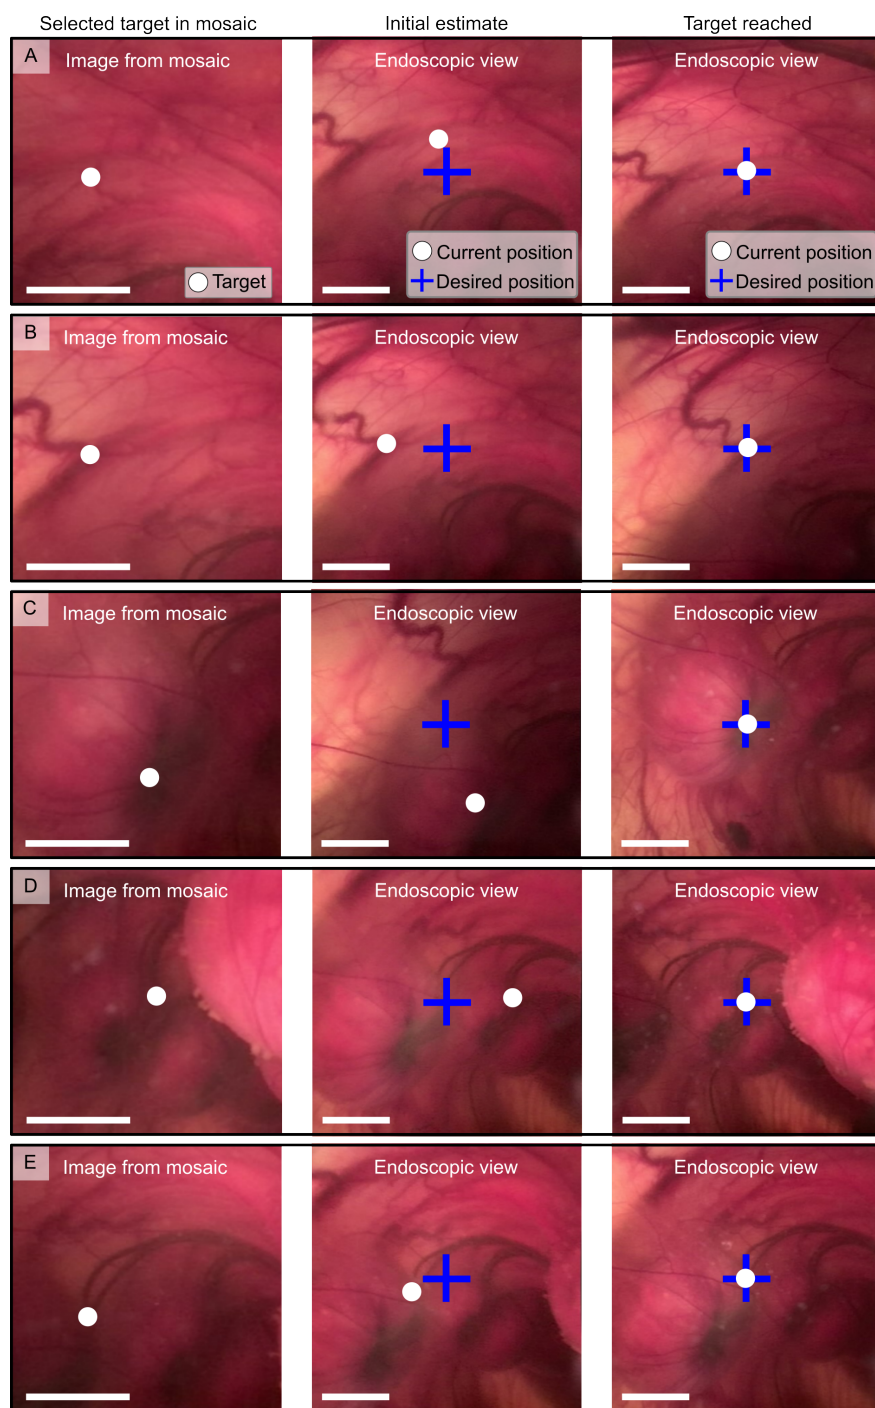 Selected target in mosaic Initial estimate Target reached
A Image from mosaic Endoscopic view Endoscopic view
Target
Current position
Desired position
Current position
Desired position
B Image from mosaic Endoscopic view Endoscopic view
C Image from mosaic Endoscopic view Endoscopic view
D Image from mosaic Endoscopic view Endoscopic view
E Image from mosaic Endoscopic view Endoscopic view